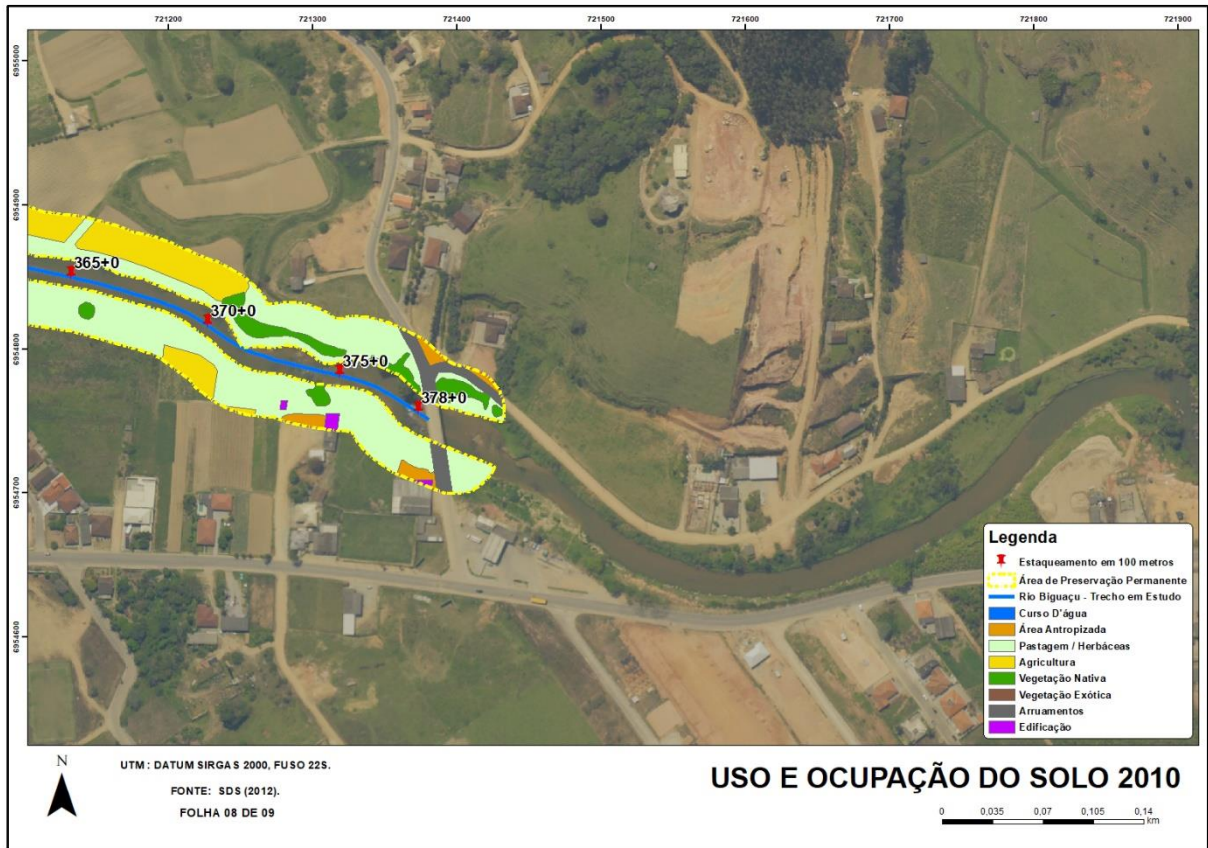 721200 721300 721400 721500 721600 721700 721800 721900
6955000
6954900
6954800
6954700
6954600
365+0
370+0
375+0
378+0
Legenda
Estaqueamento em 100 metros
Área de Preservação Permanente
Rio Biguaçu - Trecho em Estudo
Curso D'água
Área Antropizada
Pastagem / Herbáceas
Agricultura
Vegetação Nativa
Vegetação Exótica
Arruamentos
Edificação
N
UTM : DATUM SIRGAS 2000, FUSO 22S.
FONTE: SDS (2012).
FOLHA 08 DE 09
USO E OCUPAÇÃO DO SOLO 2010
0 0,035 0,07 0,105 0,14
km